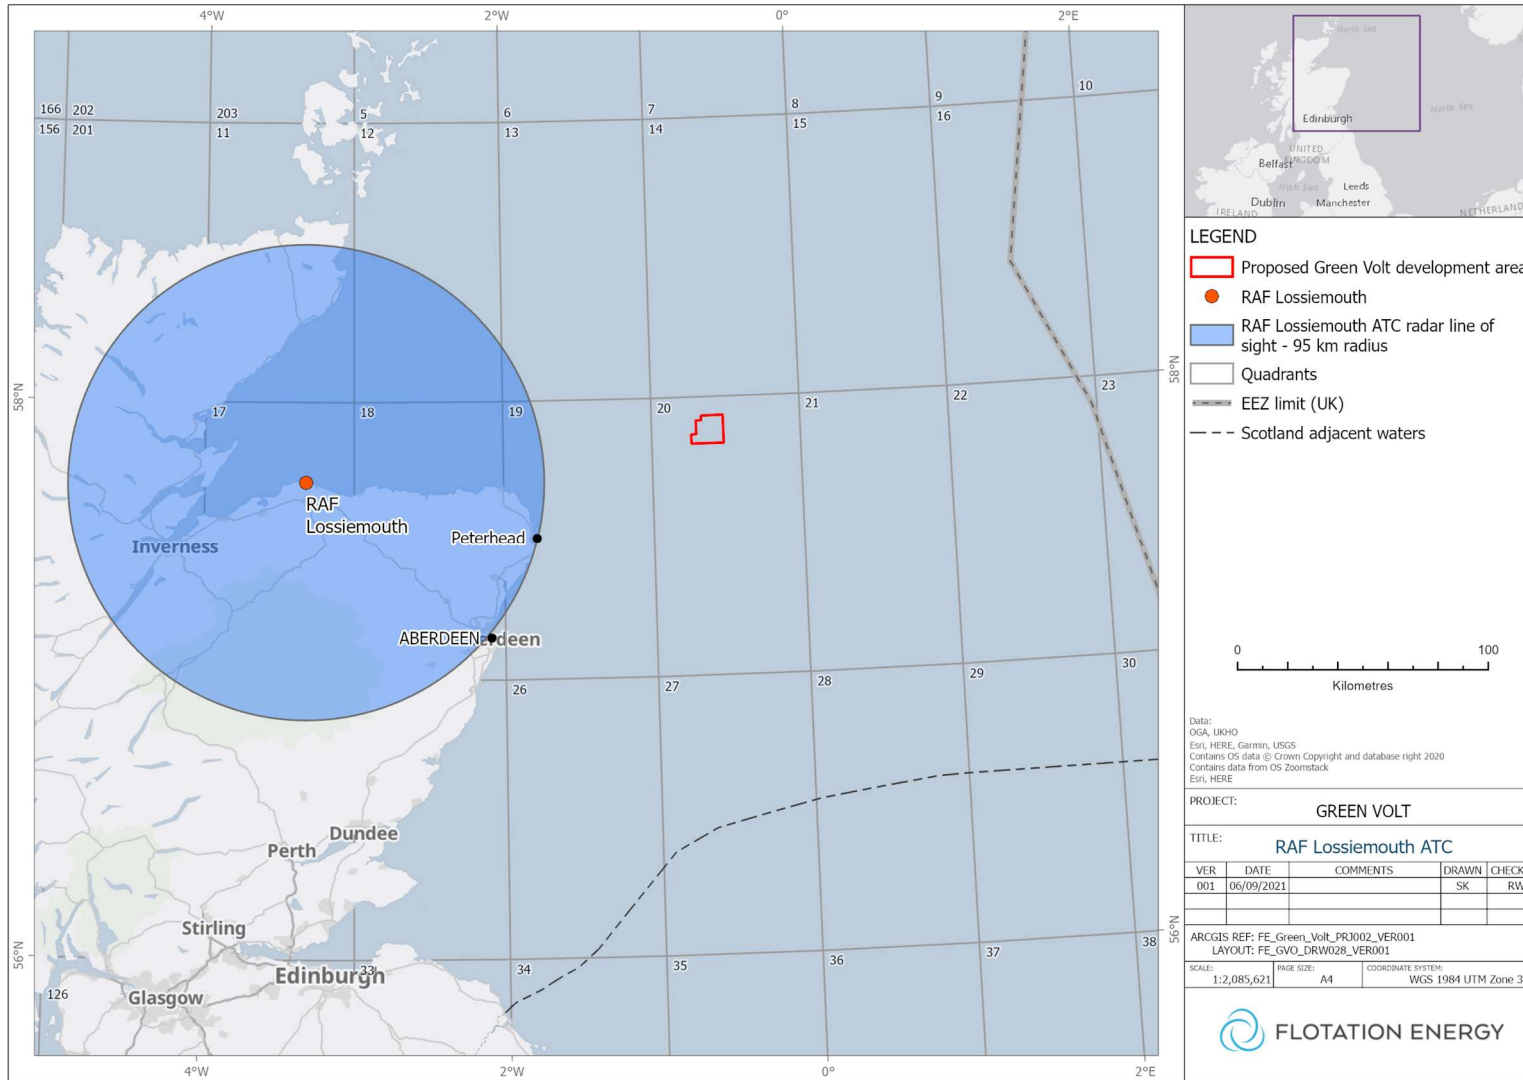 4°W 2°W 0° 2°E
166 202 203 5 6 7 8 9 10
156 201 11 12 13 14 15 16
58°N
58°N
17 18 19 20 21 22 23
RAF
Lossiemouth
Peterhead
Inverness
ABERDEEN
erdeen
26 27 28 29 30
Dundee
Perth
Stirling
Edinburgh
Glasgow
56°N
56°N
126 33 34 35 36 37 38
4°W 2°W 0° 2°E
North Sea
North Sea
Edinburgh
UNITED
KINGDOM
Belfast
Irish Sea
Leeds
Dublin
Manchester
IRELAND
NETHERLAND
LEGEND
Proposed Green Volt development area
RAF Lossiemouth
RAF Lossiemouth ATC radar line of
sight - 95 km radius
Quadrants
EEZ limit (UK)
Scotland adjacent waters
0 100
Kilometres
Data:
OGA, UKHO
Esri, HERE, Garmin, USGS
Contains OS data © Crown Copyright and database right 2020
Contains data from OS Zoomstack
Esri, HERE
PROJECT:
GREEN VOLT
TITLE:
RAF Lossiemouth ATC
VER DATE COMMENTS DRAWN CHECK
001 06/09/2021 SK RW
ARCGIS REF: FE_Green_Volt_PRJ002_VER001
LAYOUT: FE_GVO_DRW028_VER001
SCALE: PAGE SIZE: COORDINATE SYSTEM:
1:2,085,621 A4 WGS 1984 UTM Zone 3
FLOTATION ENERGY